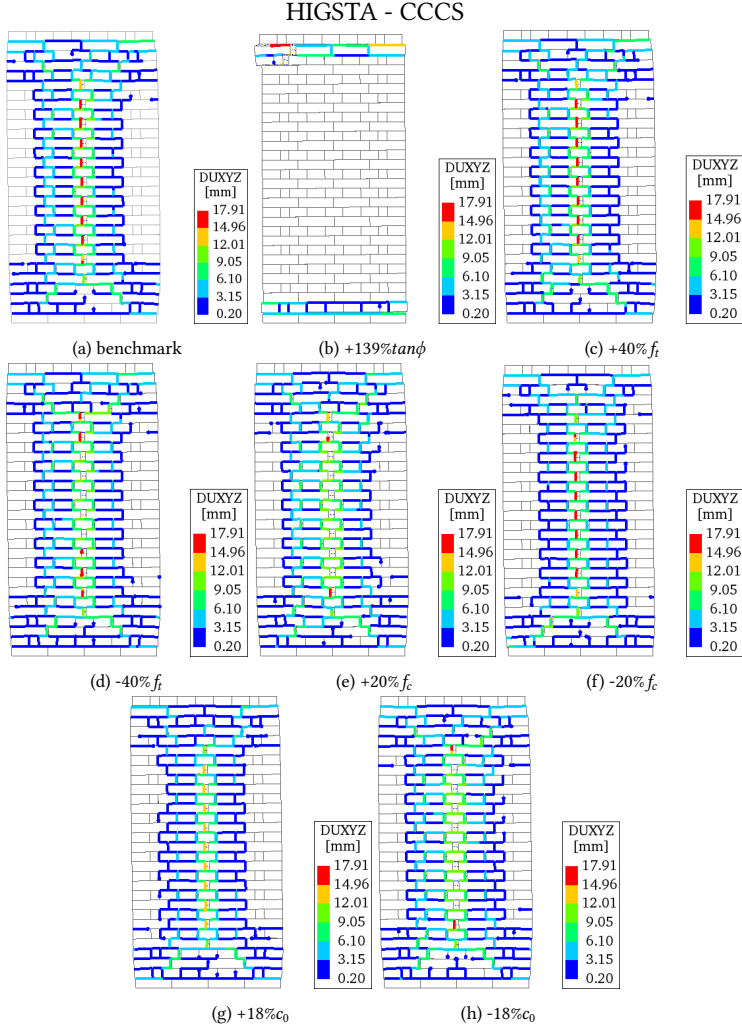 HIGSTA - CCCS
DUXYZ
[mm]
17.91
14.96
12.01
9.05
6.10
3.15
0.20
DUXYZ
[mm]
17.91
14.96
12.01
9.05
6.10
3.15
0.20
DUXYZ
[mm]
17.91
14.96
12.01
9.05
6.10
3.15
0.20
(a) benchmark
(b) +139%tanϕ
(c) +40% fₜ
DUXYZ
[mm]
17.91
14.96
12.01
9.05
6.10
3.15
0.20
DUXYZ
[mm]
17.91
14.96
12.01
9.05
6.10
3.15
0.20
DUXYZ
[mm]
17.91
14.96
12.01
9.05
6.10
3.15
0.20
(d) -40% fₜ
(e) +20% f_c
(f) -20% f_c
DUXYZ
[mm]
17.91
14.96
12.01
9.05
6.10
3.15
0.20
DUXYZ
[mm]
17.91
14.96
12.01
9.05
6.10
3.15
0.20
(g) +18%c₀
(h) -18%c₀